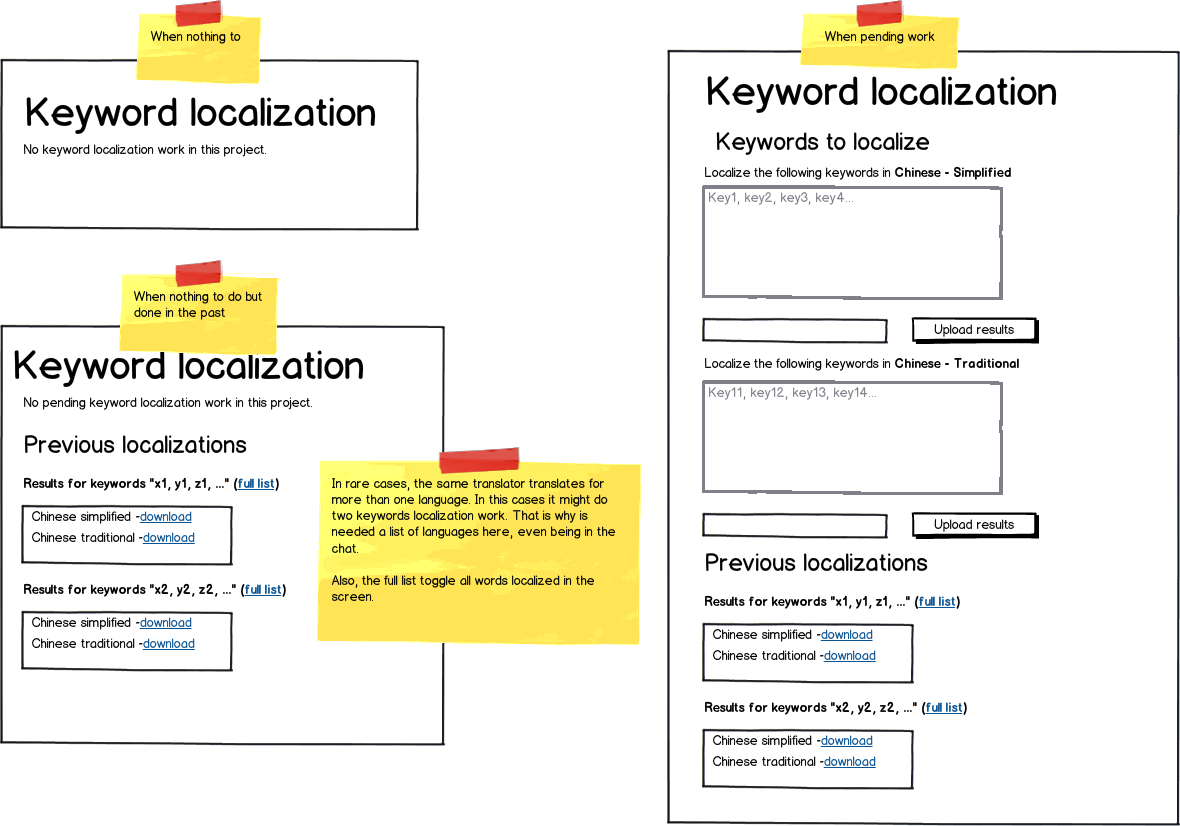 When nothing to
Keyword localization
No keyword localization work in this project.
When nothing to do but
done in the past
Keyword localization
No pending keyword localization work in this project.
Previous localizations
Results for keywords "x1, y1, z1, ..." (full list)
Chinese simplified -download
Chinese traditional -download
Results for keywords "x2, y2, z2, ..." (full list)
Chinese simplified -download
Chinese traditional -download
In rare cases, the same translator translates for
more than one language. In this cases it might do
two keywords localization work. That is why is
needed a list of languages here, even being in the
chat.
Also, the full list toggle all words localized in the
screen.
When pending work
Keyword localization
Keywords to localize
Localize the following keywords in Chinese - Simplified
Key1, key2, key3, key4...
Upload results
Localize the following keywords in Chinese - Traditional
Key11, key12, key13, key14...
Upload results
Previous localizations
Results for keywords "x1, y1, z1, ..." (full list)
Chinese simplified -download
Chinese traditional -download
Results for keywords "x2, y2, z2, ..." (full list)
Chinese simplified -download
Chinese traditional -download